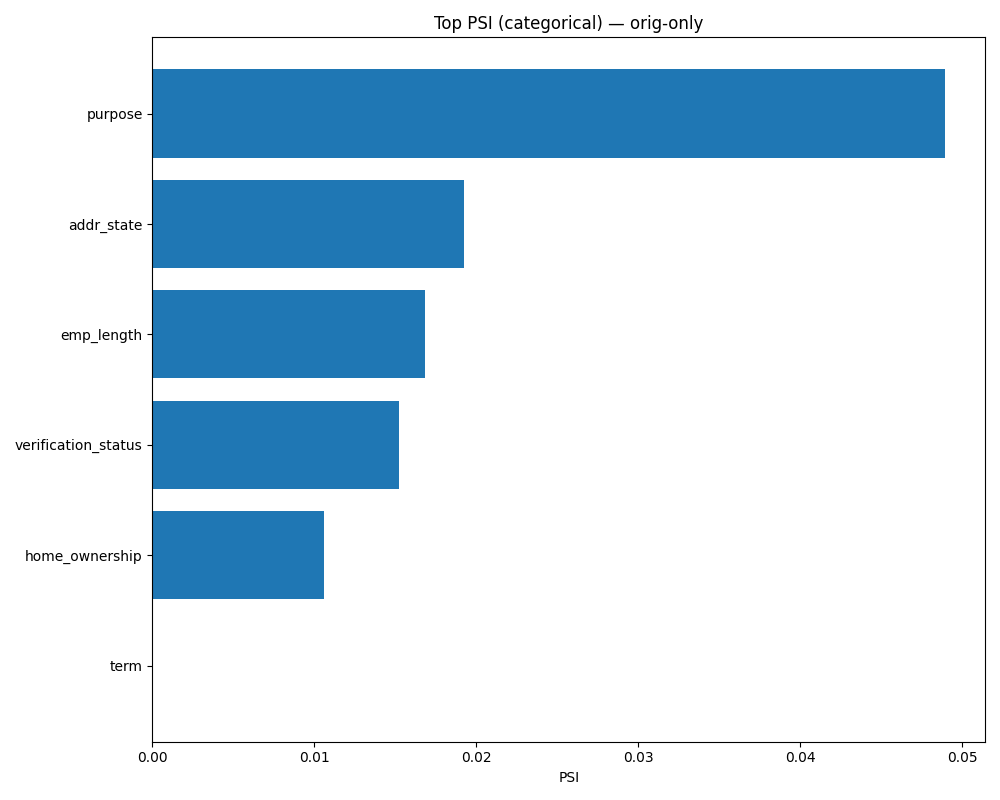 Top PSI (categorical) — orig-only
purpose
addr_state
emp_length
verification_status
home_ownership
term
0.00 0.01 0.02 0.03 0.04 0.05
PSI